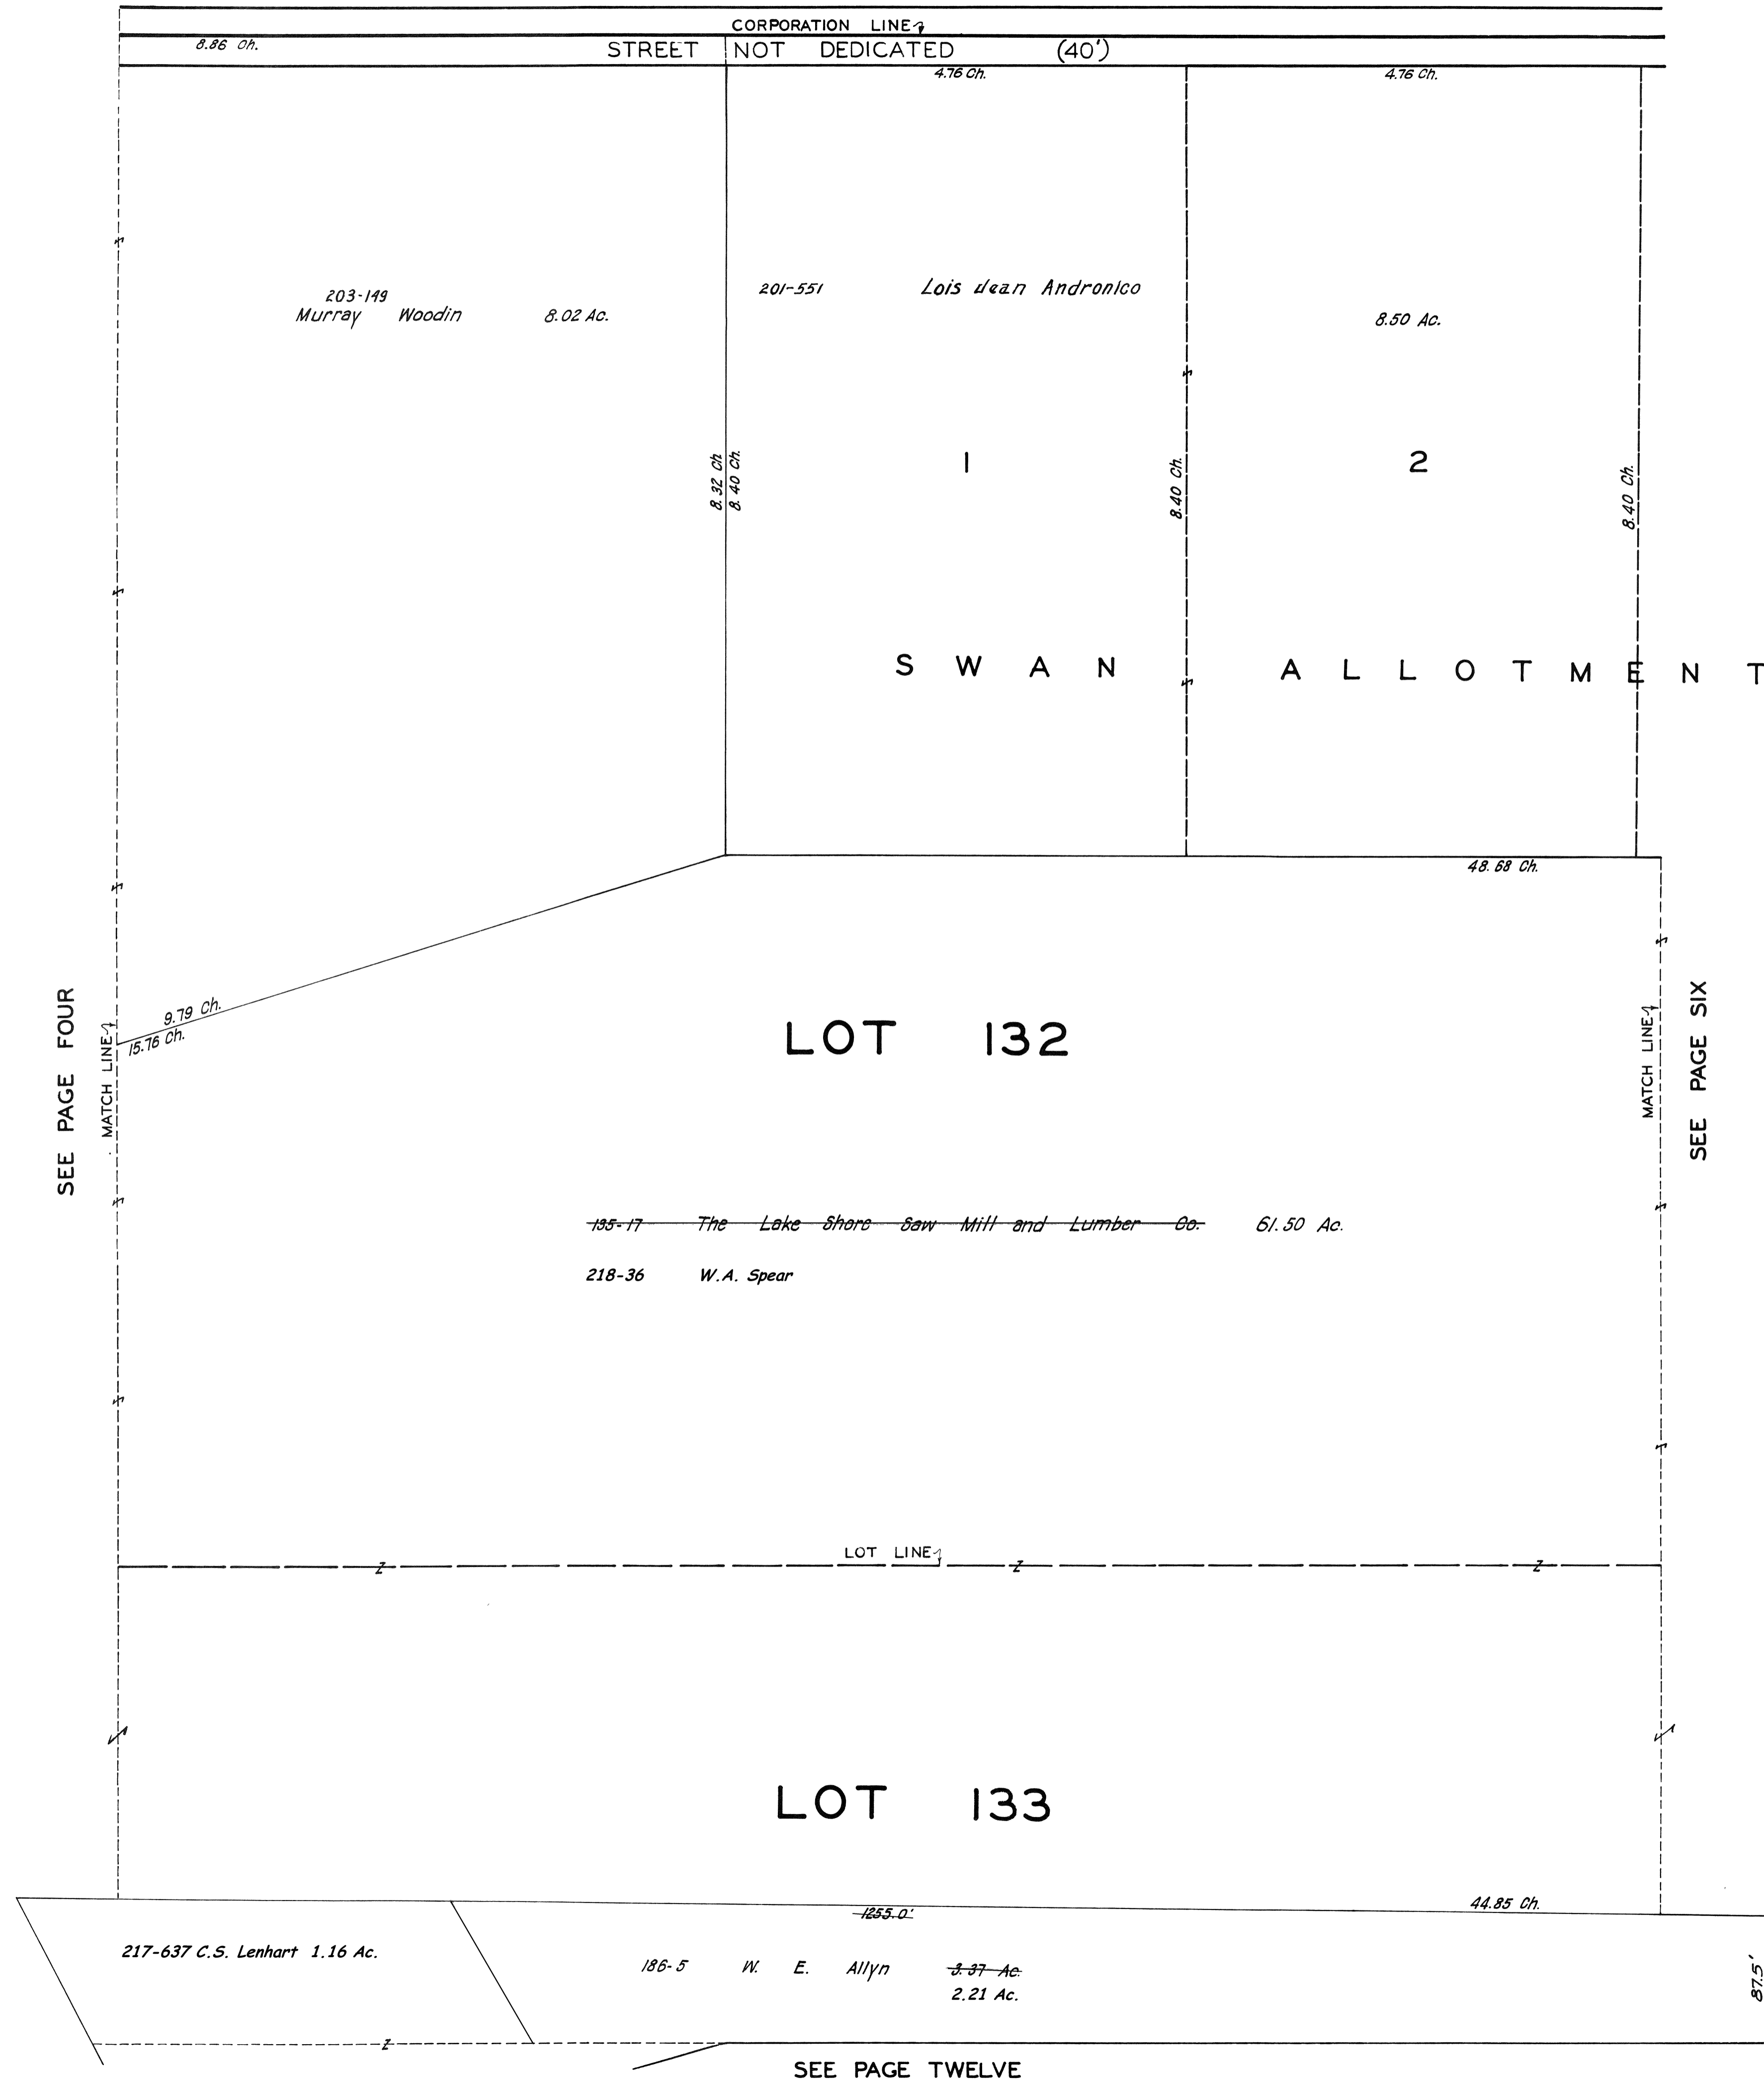 CORPORATION LINE
8.86 Ch.
STREET NOT DEDICATED (40')
4.76 Ch.
4.76 Ch.
203-149
Murray Woodin 8.02 Ac.
201-551 Lois Jean Andronico
8.50 Ac.
1
2
8.32 Ch
8.40 Ch.
8.40 Ch.
8.40 Ch.
SWAN ALLOTMENT
48.68 Ch.
9.79 Ch.
15.76 Ch.
SEE PAGE FOUR
MATCH LINE
LOT 132
MATCH LINE
SEE PAGE SIX
135-17 The Lake Shore Saw Mill and Lumber Co. 61.50 Ac.
218-36 W.A. Spear
LOT LINE
LOT 133
44.85 Ch.
1255.0'
217-637 C.S. Lenhart 1.16 Ac.
186-5 W. E. Allyn 3.37 Ac.
2.21 Ac.
87.5'
SEE PAGE TWELVE